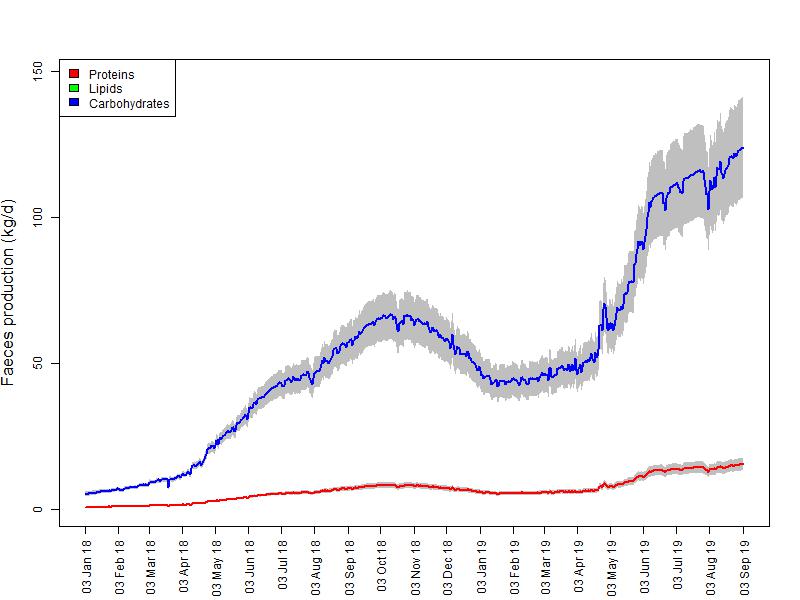 Proteins
Lipids
Carbohydrates
Faeces production (kg/d)
150
100
50
0
03 Jan 18
03 Feb 18
03 Mar 18
03 Apr 18
03 May 18
03 Jun 18
03 Jul 18
03 Aug 18
03 Sep 18
03 Oct 18
03 Nov 18
03 Dec 18
03 Jan 19
03 Feb 19
03 Mar 19
03 Apr 19
03 May 19
03 Jun 19
03 Jul 19
03 Aug 19
03 Sep 19